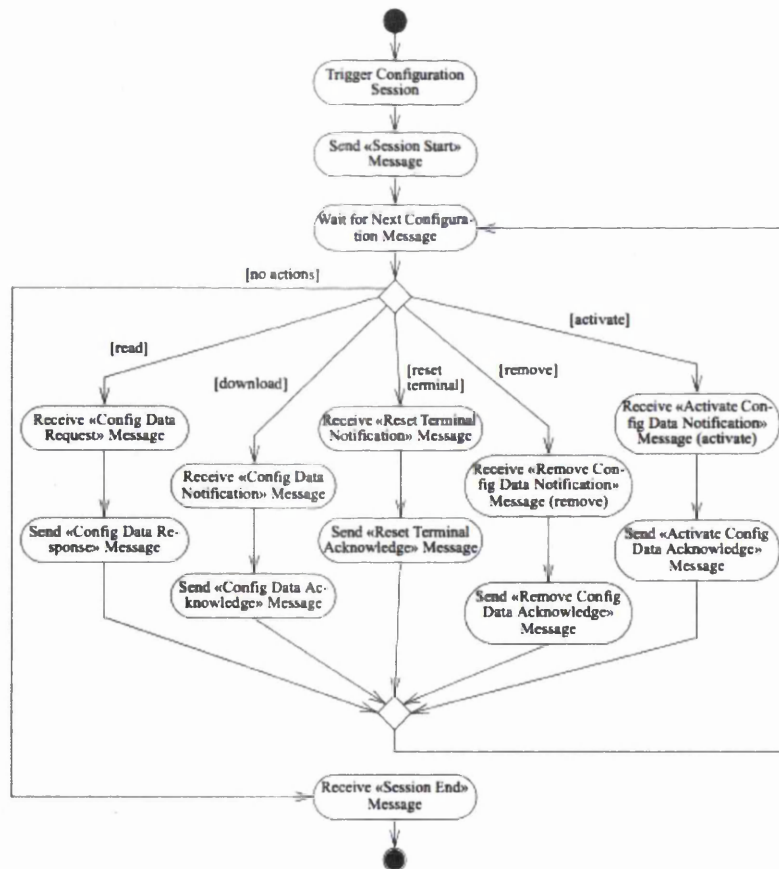 Trigger Configuration
Session
Send «Session Start»
Message
Wait for Next Configura-
tion Message
[no actions]
[activate]
[read]
[download]
[reset
terminal]
[remove]
Receive «Config Data
Request» Message
Receive «Reset Terminal
Notification» Message
Receive «Activate Con-
fig Data Notification»
Message (activate)
Receive «Config Data
Notification» Message
Receive «Remove Con-
fig Data Notification»
Message (remove)
Send «Config Data Re-
sponse» Message
Send «Reset Terminal
Acknowledge» Message
Send «Activate Config
Data Acknowledge»
Message
Send «Config Data Ac-
knowledge» Message
Send «Remove Config
Data Acknowledge»
Message
Receive «Session End»
Message